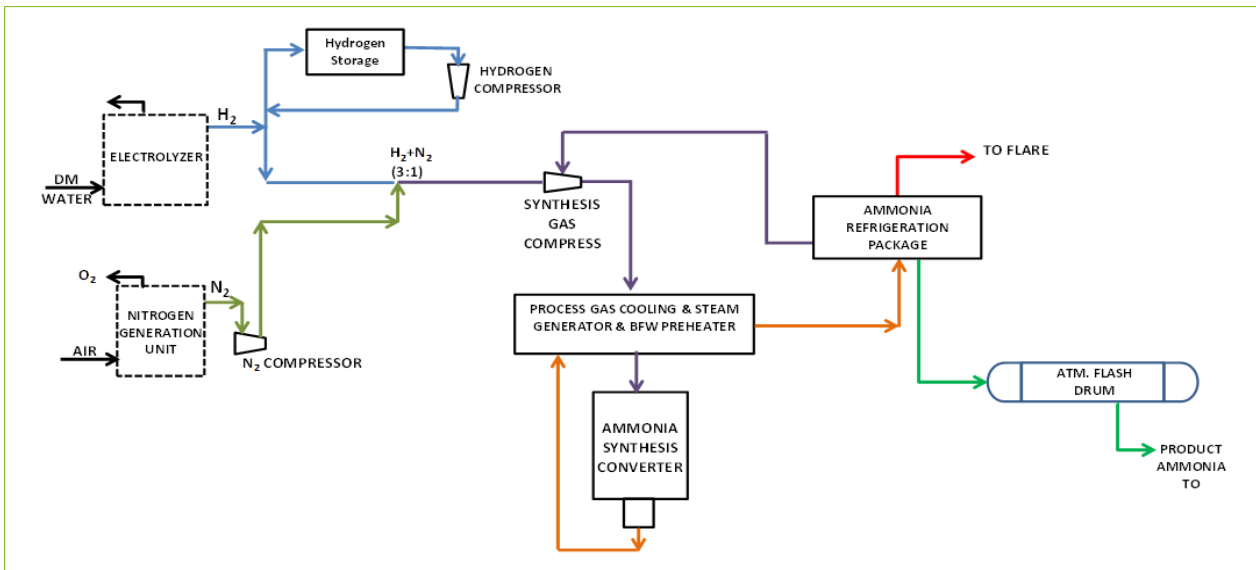 Hydrogen
Storage
HYDROGEN
COMPRESSOR
H₂
ELECTROLYZER
DM
WATER
H₂+N₂
(3:1)
SYNTHESIS
GAS
COMPRESS
TO FLARE
AMMONIA
REFRIGERATION
PACKAGE
O₂
N₂
NITROGEN
GENERATION
UNIT
AIR
N₂ COMPRESSOR
PROCESS GAS COOLING & STEAM
GENERATOR & BFW PREHEATER
ATM. FLASH
DRUM
AMMONIA
SYNTHESIS
CONVERTER
PRODUCT
AMMONIA
TO